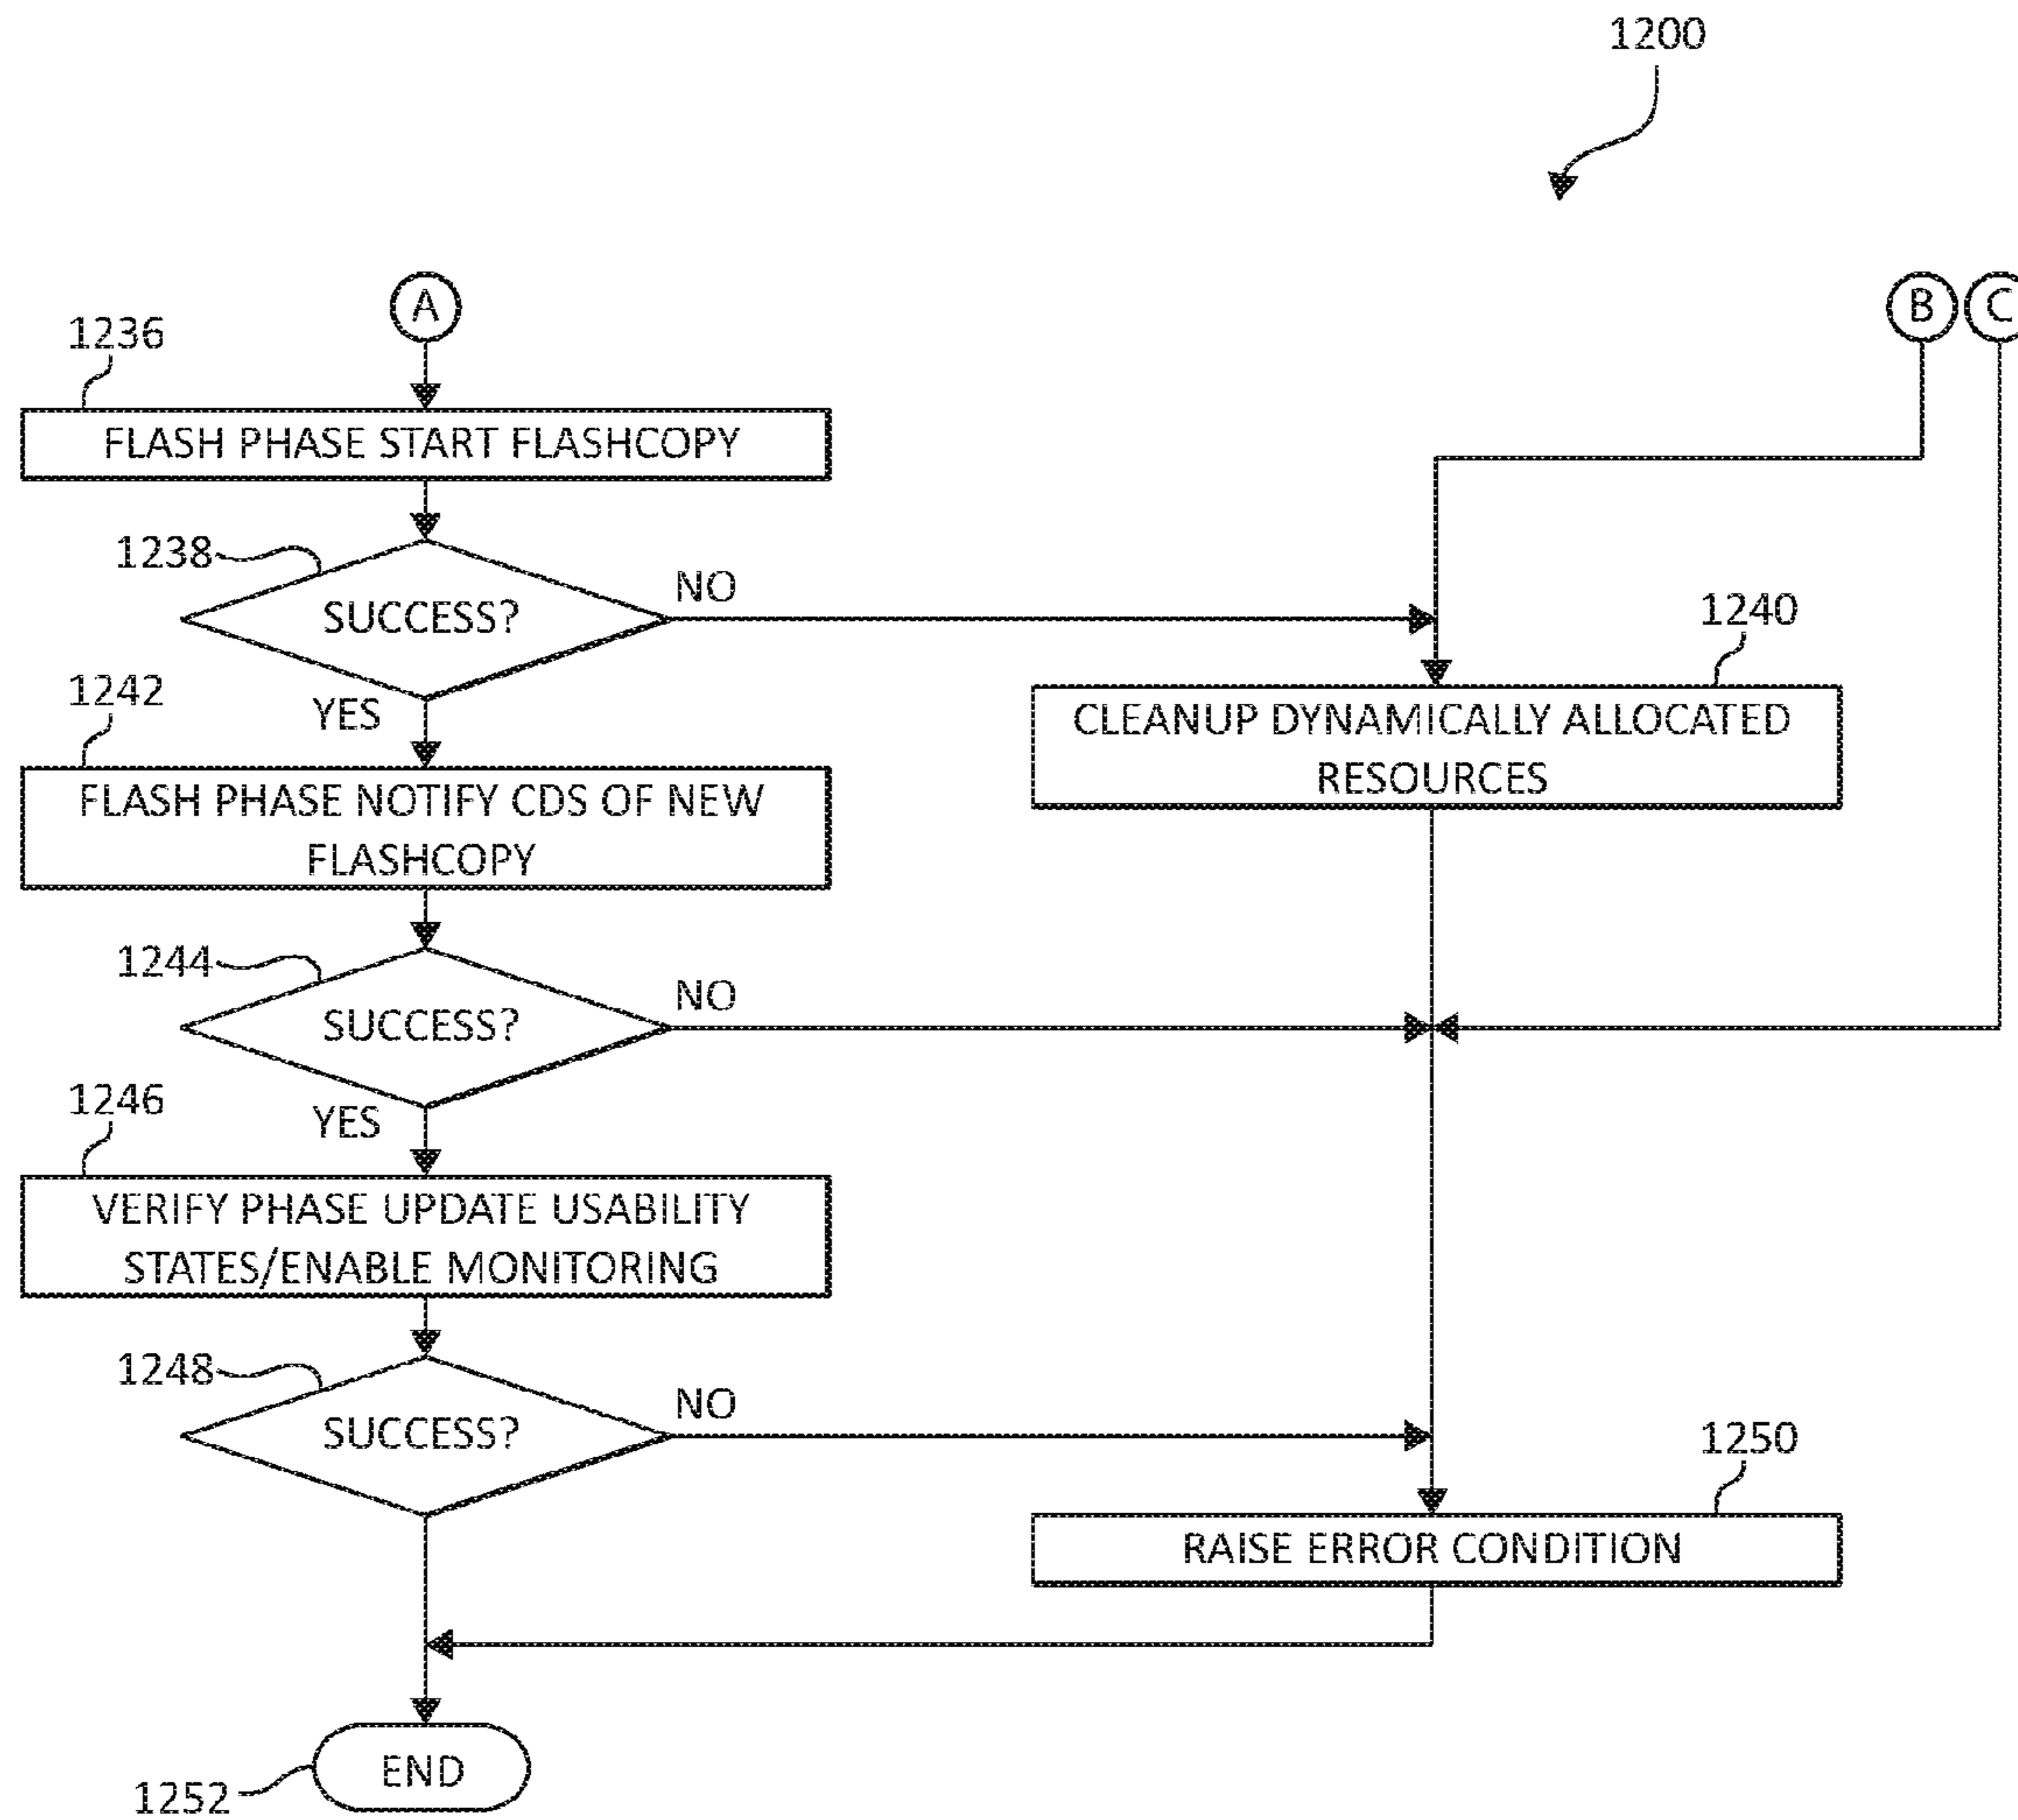 1200
A
B
C
1236
FLASH PHASE START FLASHCOPY
1238
SUCCESS?
NO
YES
1240
CLEANUP DYNAMICALLY ALLOCATED
RESOURCES
1242
FLASH PHASE NOTIFY CDS OF NEW
FLASHCOPY
1244
SUCCESS?
NO
YES
1246
VERIFY PHASE UPDATE USABILITY
STATES/ENABLE MONITORING
1248
SUCCESS?
NO
1250
RAISE ERROR CONDITION
END
1252